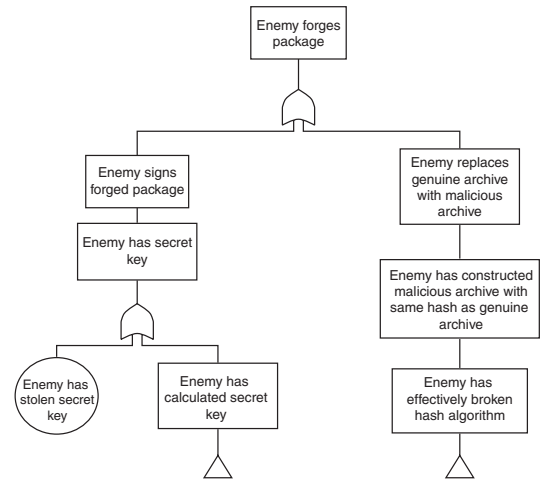 Enemy forges
package
Enemy signs
forged package
Enemy replaces
genuine archive
with malicious
archive
Enemy has secret
key
Enemy has constructed
malicious archive with
same hash as genuine
archive
Enemy has
stolen secret
key
Enemy has
calculated secret
key
Enemy has
effectively broken
hash algorithm